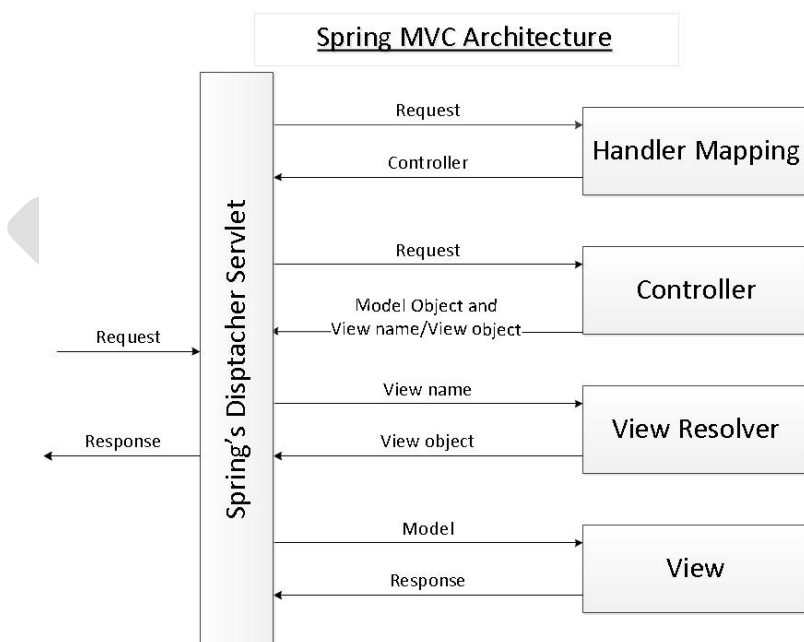 Spring MVC Architecture
Request
Handler Mapping
Controller
Request
Controller
Model Object and
View name/View object
Request
View name
View Resolver
View object
Response
Model
View
Response
Spring's Disptacher Servlet